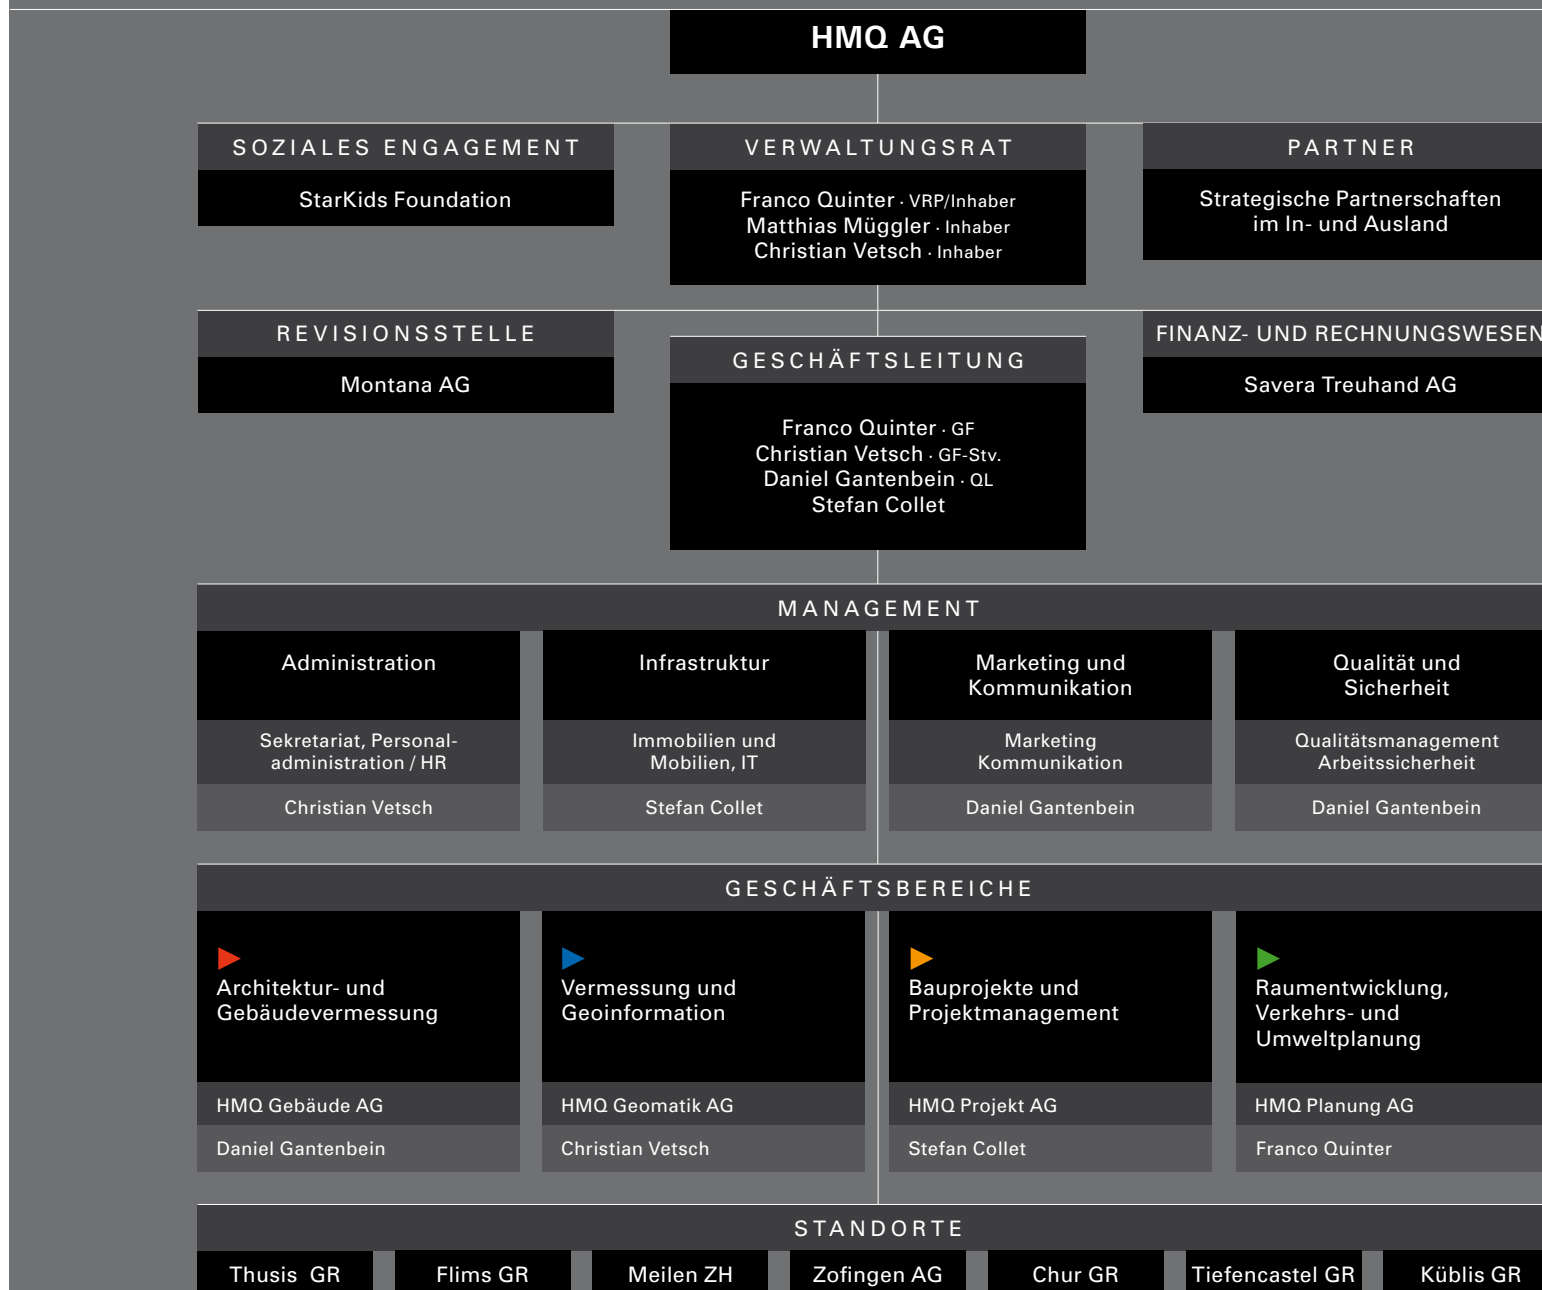 HMQ AG
SOZIALES ENGAGEMENT
StarKids Foundation
VERWALTUNGSRAT
Franco Quinter · VRP/Inhaber
Matthias Müggler · Inhaber
Christian Vetsch · Inhaber
PARTNER
Strategische Partnerschaften
im In- und Ausland
REVISIONSSTELLE
Montana AG
GESCHÄFTSLEITUNG
Franco Quinter · GF
Christian Vetsch · GF-Stv.
Daniel Gantenbein · QL
Stefan Collet
FINANZ- UND RECHNUNGSWESEN
Savera Treuhand AG
MANAGEMENT
Administration
Sekretariat, Personal-
administration / HR
Christian Vetsch
Infrastruktur
Immobilien und
Mobilien, IT
Stefan Collet
Marketing und
Kommunikation
Marketing
Kommunikation
Daniel Gantenbein
Qualität und
Sicherheit
Qualitätsmanagement
Arbeitssicherheit
Daniel Gantenbein
GESCHÄFTSBEREICHE
Architektur- und
Gebäudevermessung
HMQ Gebäude AG
Daniel Gantenbein
Vermessung und
Geoinformation
HMQ Geomatik AG
Christian Vetsch
Bauprojekte und
Projektmanagement
HMQ Projekt AG
Stefan Collet
Raumentwicklung,
Verkehrs- und
Umweltplanung
HMQ Planung AG
Franco Quinter
STANDORTE
Thusis GR
Flims GR
Meilen ZH
Zofingen AG
Chur GR
Tiefencastel GR
Küblis GR